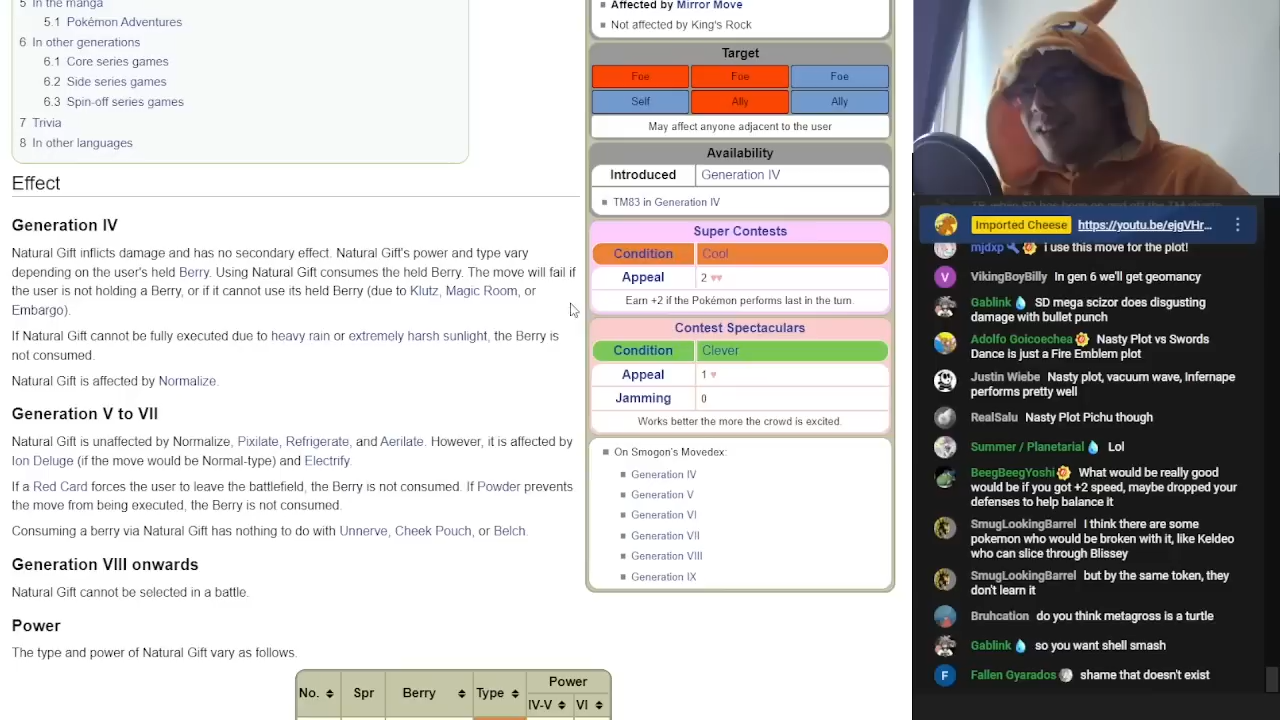 5 In the manga
5.1 Pokémon Adventures
6 In other generations
6.1 Core series games
6.2 Side series games
6.3 Spin-off series games
7 Trivia
8 In other languages
Effect
Generation IV
Natural Gift inflicts damage and has no secondary effect. Natural Gift's power and type vary
depending on the user's held Berry. Using Natural Gift consumes the held Berry. The move will fail if
the user is not holding a Berry, or if it cannot use its held Berry (due to Klutz, Magic Room, or
Embargo).
If Natural Gift cannot be fully executed due to heavy rain or extremely harsh sunlight, the Berry is
not consumed.
Natural Gift is affected by Normalize.
Generation V to VII
Natural Gift is unaffected by Normalize, Pixilate, Refrigerate, and Aerilate. However, it is affected by
Ion Deluge (if the move would be Normal-type) and Electrify.
If a Red Card forces the user to leave the battlefield, the Berry is not consumed. If Powder prevents
the move from being executed, the Berry is not consumed.
Consuming a berry via Natural Gift has nothing to do with Unnerve, Cheek Pouch, or Belch.
Generation VIII onwards
Natural Gift cannot be selected in a battle.
Power
The type and power of Natural Gift vary as follows.
No. Spr Berry Type Power
IV-V VI
Affected by Mirror Move
Not affected by King's Rock
Target
Foe Foe Foe
Self Ally Ally
May affect anyone adjacent to the user
Availability
Introduced Generation IV
TM83 in Generation IV
Super Contests
Condition Cool
Appeal 2 ♥♥
Earn +2 if the Pokémon performs last in the turn.
Contest Spectaculars
Condition Clever
Appeal 1 ♥
Jamming 0
Works better the more the crowd is excited.
On Smogon's Movedex:
Generation IV
Generation V
Generation VI
Generation VII
Generation VIII
Generation IX
Imported Cheese https://youtu.be/ejgVHr...
mjdxp i use this move for the plot!
VikingBoyBilly In gen 6 we'll get geomancy
Gablink SD mega scizor does disgusting
damage with bullet punch
Adolfo Goicoechea Nasty Plot vs Swords
Dance is just a Fire Emblem plot
Justin Wiebe Nasty plot, vacuum wave, Infernape
performs pretty well
RealSalu Nasty Plot Pichu though
Summer / Planetarial Lol
BeegBeegYoshi What would be really good
would be if you got +2 speed, maybe dropped your
defenses to help balance it
SmugLookingBarrel I think there are some
pokemon who would be broken with it, like Keldeo
who can slice through Blissey
SmugLookingBarrel but by the same token, they
don't learn it
Bruhcation do you think metagross is a turtle
Gablink so you want shell smash
F
Fallen Gyarados shame that doesn't exist